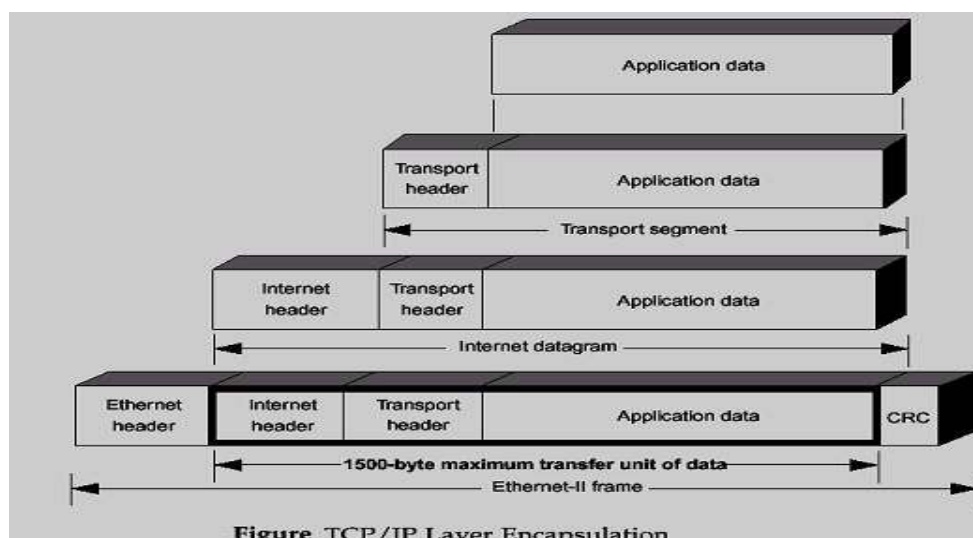 Application data
Transport header
Application data
Transport segment
Internet header
Transport header
Application data
Internet datagram
Ethernet header
Internet header
Transport header
Application data
CRC
1500-byte maximum transfer unit of data
Ethernet-II frame
Figure TCP/IP Layer Encapsulation